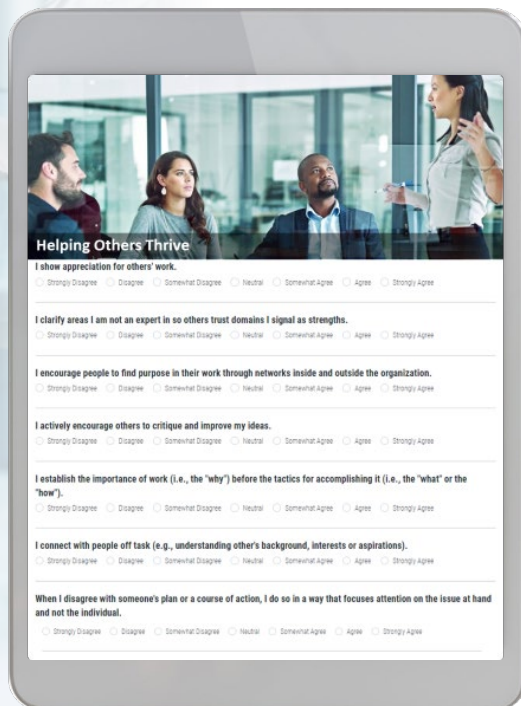 Helping Others Thrive
I show appreciation for others' work.
Strongly Disagree Disagree Somewhat Disagree Neutral Somewhat Agree Agree Strongly Agree
I clarify areas I am not an expert in so others trust domains I signal as strengths.
Strongly Disagree Disagree Somewhat Disagree Neutral Somewhat Agree Agree Strongly Agree
I encourage people to find purpose in their work through networks inside and outside the organization.
Strongly Disagree Disagree Somewhat Disagree Neutral Somewhat Agree Agree Strongly Agree
I actively encourage others to critique and improve my ideas.
Strongly Disagree Disagree Somewhat Disagree Neutral Somewhat Agree Agree Strongly Agree
I establish the importance of work (i.e., the "why") before the tactics for accomplishing it (i.e., the "what" or the
"how").
Strongly Disagree Disagree Somewhat Disagree Neutral Somewhat Agree Agree Strongly Agree
I connect with people off task (e.g., understanding other's background, interests or aspirations).
Strongly Disagree Disagree Somewhat Disagree Neutral Somewhat Agree Agree Strongly Agree
When I disagree with someone's plan or a course of action, I do so in a way that focuses attention on the issue at hand
and not the individual.
Strongly Disagree Disagree Somewhat Disagree Neutral Somewhat Agree Agree Strongly Agree